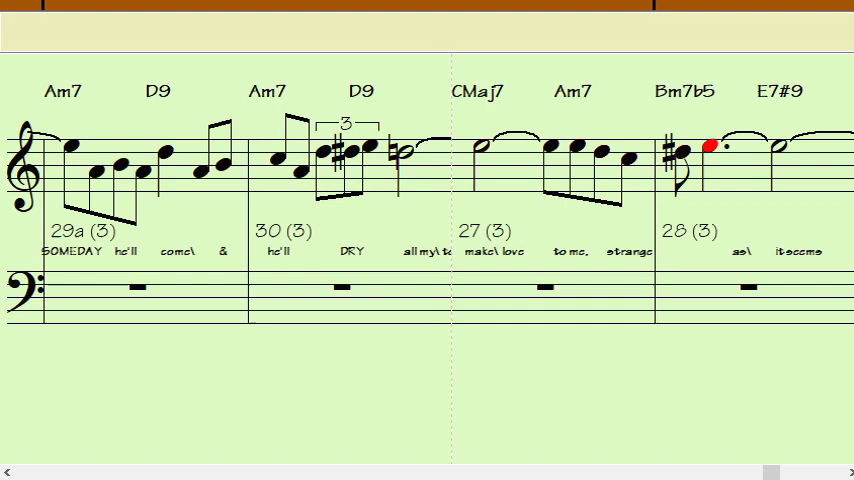 Am7 D9 Am7 D9 CMaj7 Am7 Bm7b5 E7#9
3
29a (3) 30 (3) 27 (3) 28 (3)
SOMEDAY he'll come\ & he'll DRY all my\ to make\ love to me, strange as\ it seems